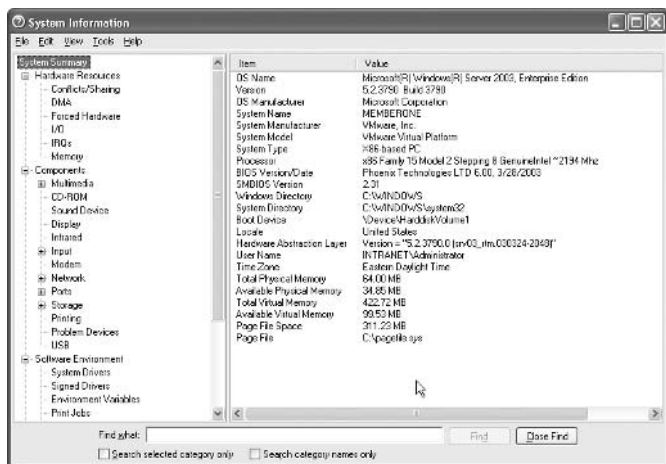 System Information
File Edit View Tools Help
System Summary
Hardware Resources
Conflicts/Sharing
DMA
Forced Hardware
I/O
IRQs
Memory
Components
Multimedia
CD-ROM
Sound Device
Display
Infrared
Input
Modem
Network
Ports
Storage
Printing
Problem Devices
USB
Software Environment
System Drivers
Signed Drivers
Environment Variables
Print Jobs
Item Value
OS Name Microsoft(R) Windows(R) Server 2003, Enterprise Edition
Version 5.2.3790 Build 3790
OS Manufacturer Microsoft Corporation
System Name MEMBERONE
System Manufacturer VMware, Inc.
System Model VMware Virtual Platform
System Type X86-based PC
Processor x86 Family 15 Model 2 Stepping 8 GenuineIntel ~2194 Mhz
BIOS Version/Date Phoenix Technologies LTD 6.00, 3/28/2003
SMBIOS Version 2.31
Windows Directory C:\WINDOWS
System Directory C:\WINDOWS\system32
Boot Device \Device\HarddiskVolume1
Locale United States
Hardware Abstraction Layer Version = "5.2.3790.0 (srv03_rtm.030324-2048)"
User Name INTRANET\Administrator
Time Zone Eastern Daylight Time
Total Physical Memory 64.00 MB
Available Physical Memory 34.85 MB
Total Virtual Memory 422.72 MB
Available Virtual Memory 99.53 MB
Page File Space 311.23 MB
Page File C:\pagefile.sys
Find what: Find Close Find
Search selected category only Search category names only